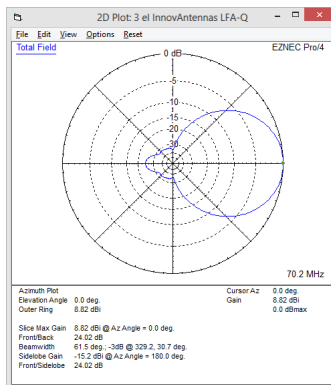 2D Plot: 3 el InnovAntennas LFA-Q
File Edit View Options Reset
Total Field EZNEC Pro/4
0 dB
-5
-10
-15
-20
-30
70.2 MHz
Azimuth Plot Cursor Az 0.0 deg.
Elevation Angle 0.0 deg. Gain 8.82 dBi
Outer Ring 8.82 dBi 0.0 dBmax
Slice Max Gain 8.82 dBi @ Az Angle = 0.0 deg.
Front/Back 24.02 dB
Beamwidth 61.5 deg.; -3dB @ 329.2, 30.7 deg.
Sidelobe Gain -15.2 dBi @ Az Angle = 180.0 deg.
Front/Sidelobe 24.02 dB